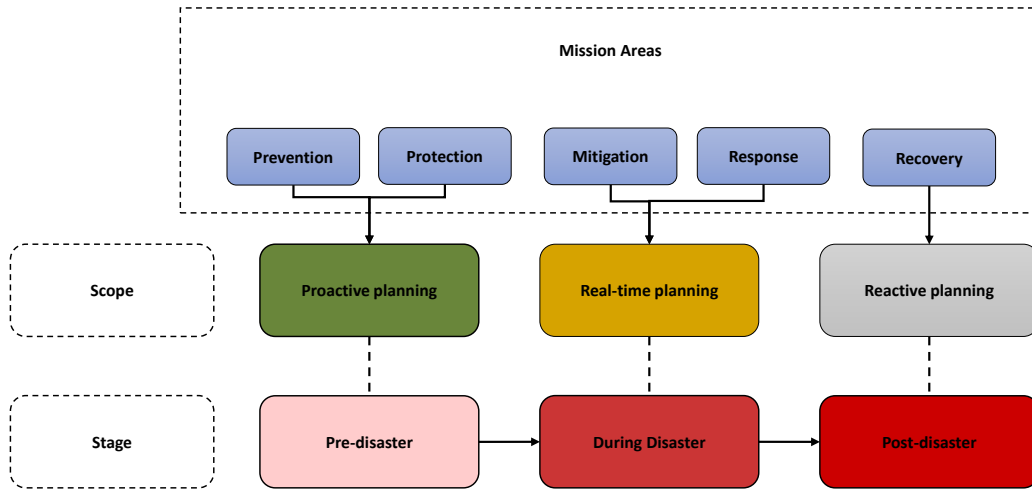 Mission Areas
Prevention
Protection
Mitigation
Response
Recovery
Scope
Proactive planning
Real-time planning
Reactive planning
Stage
Pre-disaster
During Disaster
Post-disaster